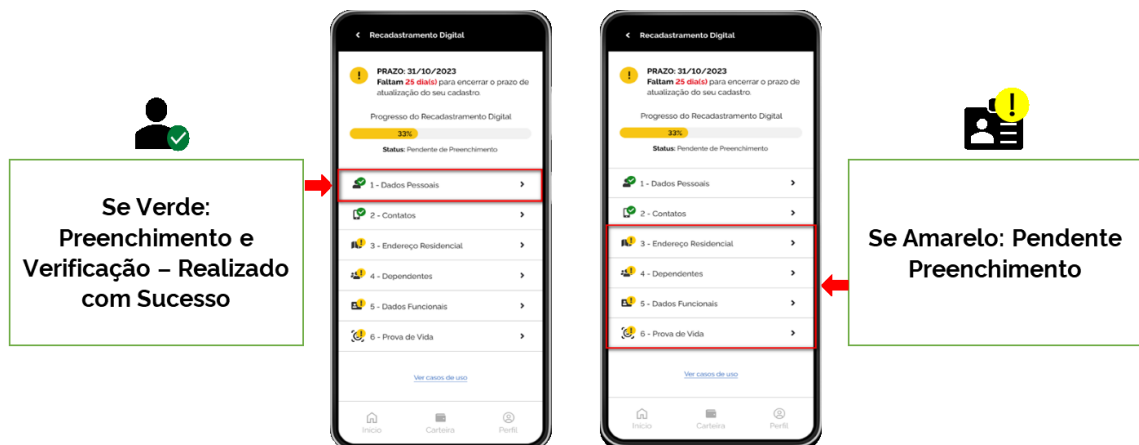 Se Verde:
Preenchimento e
Verificação – Realizado
com Sucesso
Recadastramento Digital
PRAZO: 31/10/2023
Faltam 25 dia(s) para encerrar o prazo de
atualização do seu cadastro.
Progresso do Recadastramento Digital
33%
Status: Pendente de Preenchimento
1 - Dados Pessoais
2 - Contatos
3 - Endereço Residencial
4 - Dependentes
5 - Dados Funcionais
6 - Prova de Vida
Ver casos de uso
Início
Carteira
Perfil
Recadastramento Digital
PRAZO: 31/10/2023
Faltam 25 dia(s) para encerrar o prazo de
atualização do seu cadastro.
Progresso do Recadastramento Digital
33%
Status: Pendente de Preenchimento
1 - Dados Pessoais
2 - Contatos
3 - Endereço Residencial
4 - Dependentes
5 - Dados Funcionais
6 - Prova de Vida
Ver casos de uso
Início
Carteira
Perfil
Se Amarelo: Pendente
Preenchimento